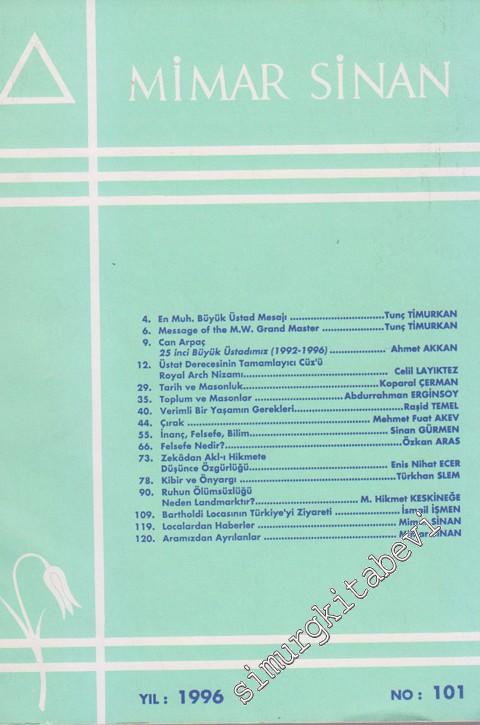 MİMAR SİNAN
4. En Muh. Büyük Üstad Mesajı ........ Tunç TİMURKAN
6. Message of the M.W. Grand Master ........ Tunç TİMURKAN
9. Can Arpaç
25 inci Büyük Üstadımız (1992-1996) ........ Ahmet AKKAN
12. Üstat Derecesinin Tamamlayıcı Cüz'ü
Royal Arch Nizamı ........ Celil LAYIKTEZ
29. Tarih ve Masonluk ........ Koparal ÇERMAN
35. Toplum ve Masonlar ........ Abdurrahman ERGİNSOY
40. Verimli Bir Yaşamın Gerekleri ........ Raşid TEMEL
44. Çırak ........ Mehmet Fuat AKEV
55. İnanç, Felsefe, Bilim ........ Sinan GÜRMEN
66. Felsefe Nedir? ........ Özkan ARAS
73. Zekâdan Akl-ı Hikmete
Düşünce Özgürlüğü ........ Enis Nihat ECER
78. Kibir ve Önyargı ........ Türkhan SLEM
90. Ruhun Ölümsüzlüğü
Neden Landmarktır? ........ M. Hikmet KESKİNEĞE
109. Bartholdi Locasının Türkiye'yi Ziyareti ........ İsmail İŞMEN
119. Localardan Haberler ........ Mimar SİNAN
120. Aramızdan Ayrılanlar ........ Mimar SİNAN
YIL : 1996
NO : 101
simurgkitabevi